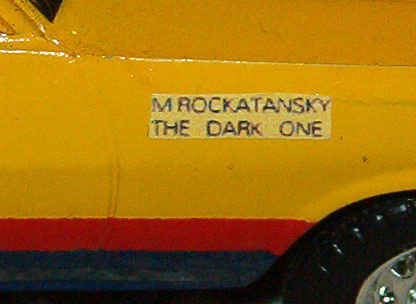 M ROCKATANSKY
THE DARK ONE